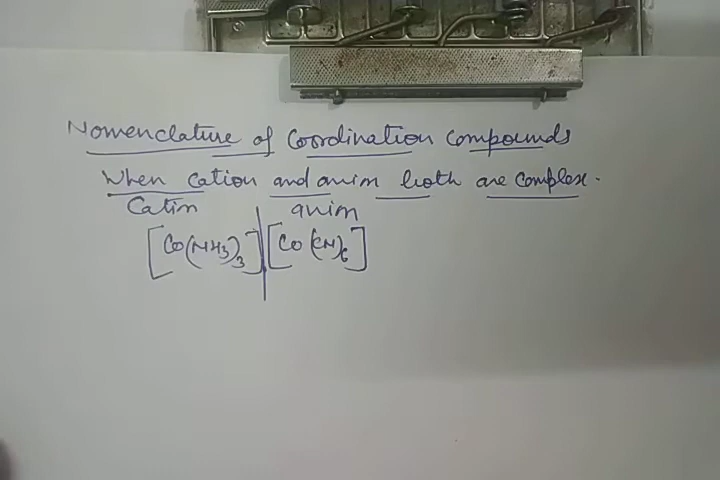 Nomenclature of Coordination Compounds
When cation and anion both are complex.
Cation anion
[Co(NH3)3] [Co(CN)6]